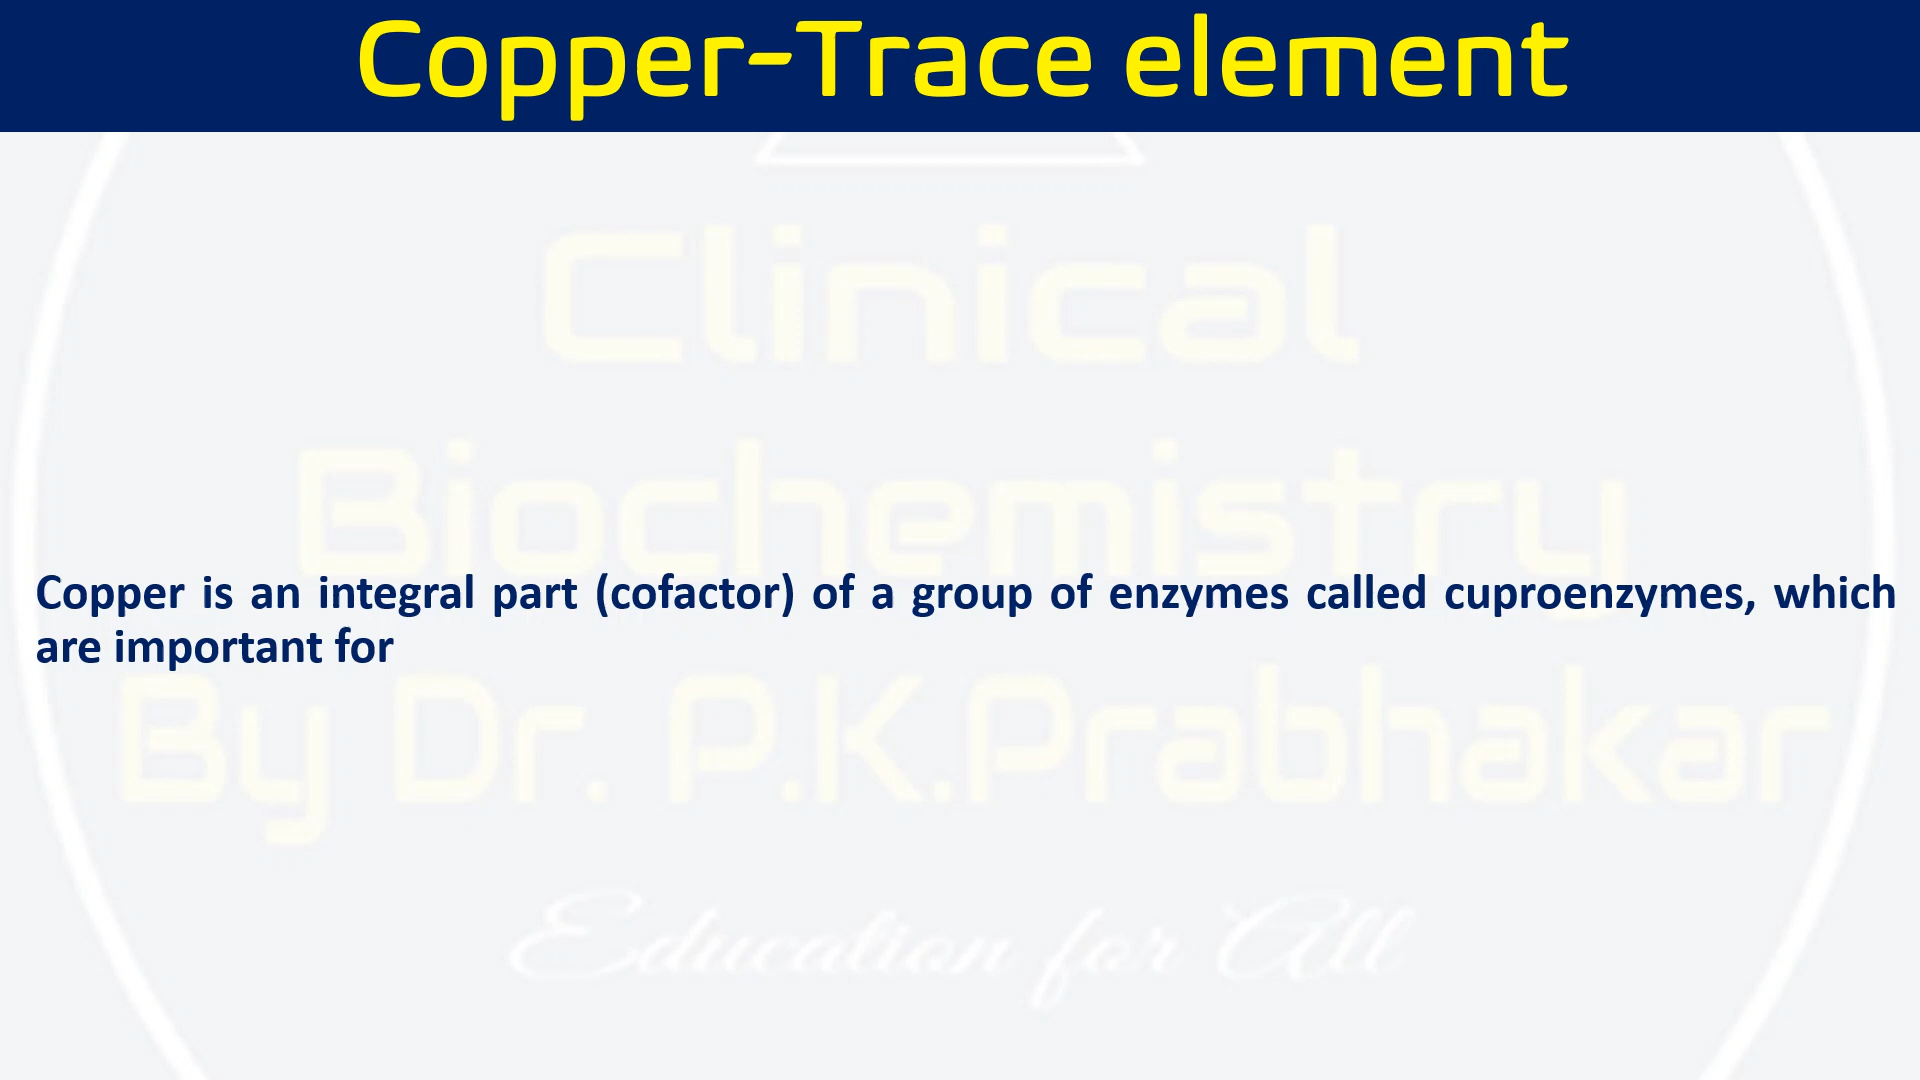 Copper-Trace element
Clinical
Biochemistry
Copper is an integral part (cofactor) of a group of enzymes called cuproenzymes, which
are important for
By Dr. P.K.Prabhakar
Education for All